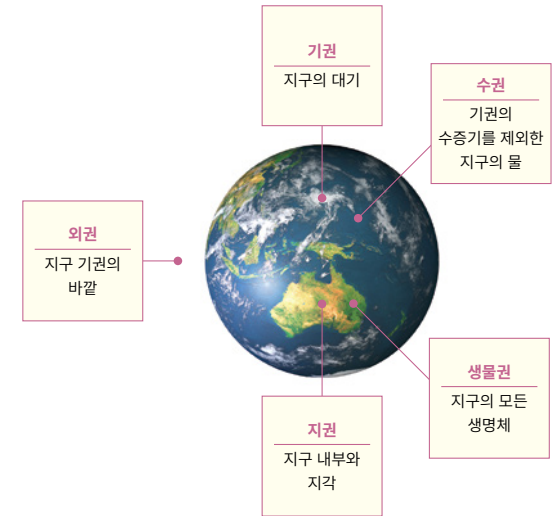 기권
지구의 대기
수권
기권의
수증기를 제외한
지구의 물
외권
지구 기권의
바깥
생물권
지구의 모든
생명체
지권
지구 내부와
지각